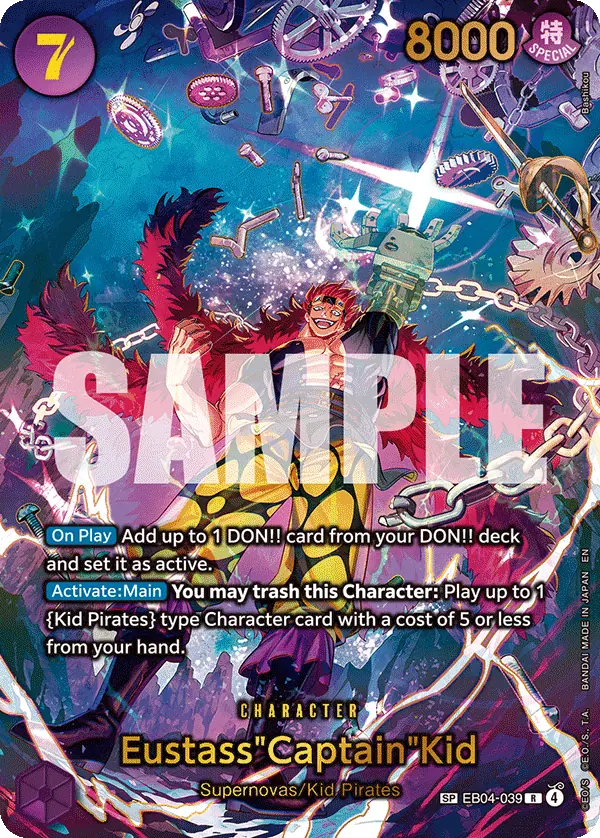 7
8000
特
SPECIAL
Bashikou
SAMPLE
On Play Add up to 1 DON!! card from your DON!! deck
and set it as active.
Activate:Main You may trash this Character: Play up to 1
{Kid Pirates} type Character card with a cost of 5 or less
from your hand.
CHARACTER
Eustass"Captain"Kid
Supernovas/Kid Pirates
SP EB04-039 R 4
©E.O./S ©E.O./S., T.A. BANDAI MADE IN JAPAN EN